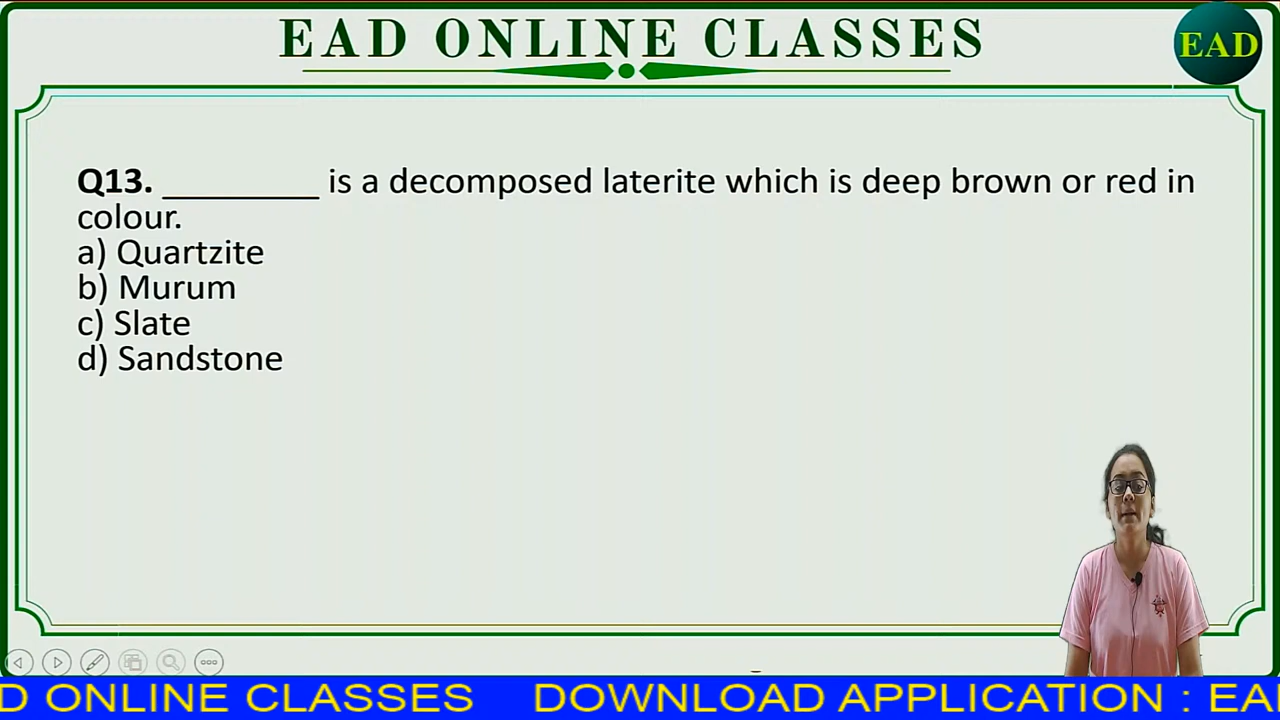 EAD ONLINE CLASSES
EAD
Q13. ________ is a decomposed laterite which is deep brown or red in
colour.
a) Quartzite
b) Murum
c) Slate
d) Sandstone
D ONLINE CLASSES DOWNLOAD APPLICATION : EA